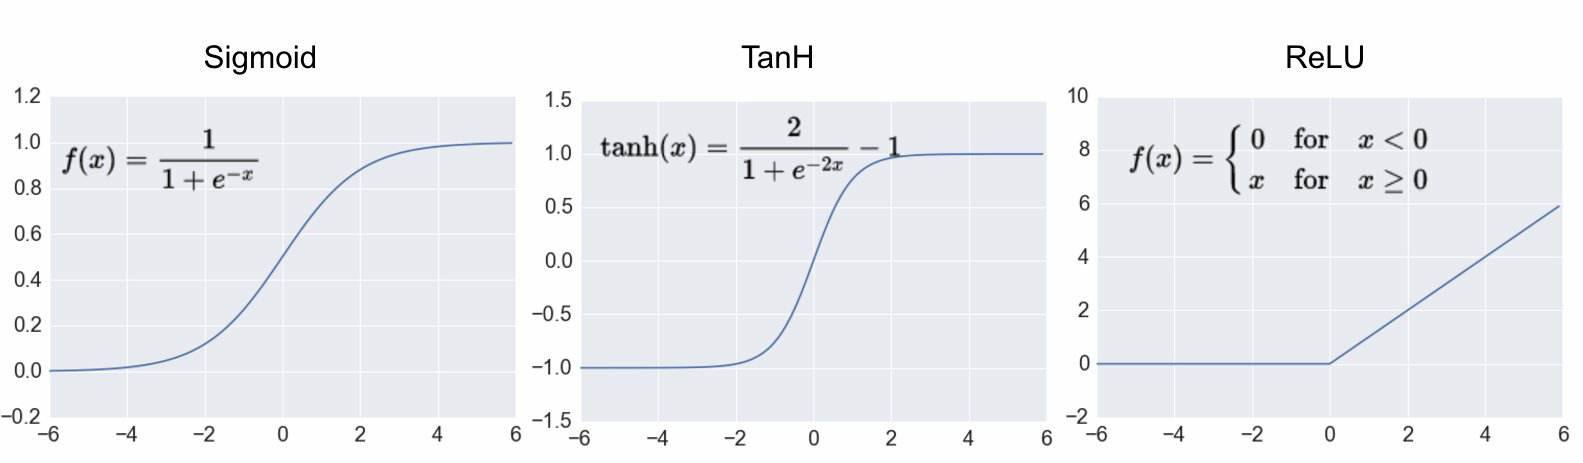 Sigmoid
1.2
1.0
0.8
0.6
0.4
0.2
0.0
−0.2
−6 −4 −2 0 2 4 6
f(x) = 1 / (1 + e^{−x})
TanH
1.5
1.0
0.5
0.0
−0.5
−1.0
−1.5
−6 −4 −2 0 2 4 6
tanh(x) = 2 / (1 + e^{−2x}) − 1
ReLU
10
8
6
4
2
0
−2
−6 −4 −2 0 2 4 6
f(x) = { 0 for x < 0
x for x ≥ 0